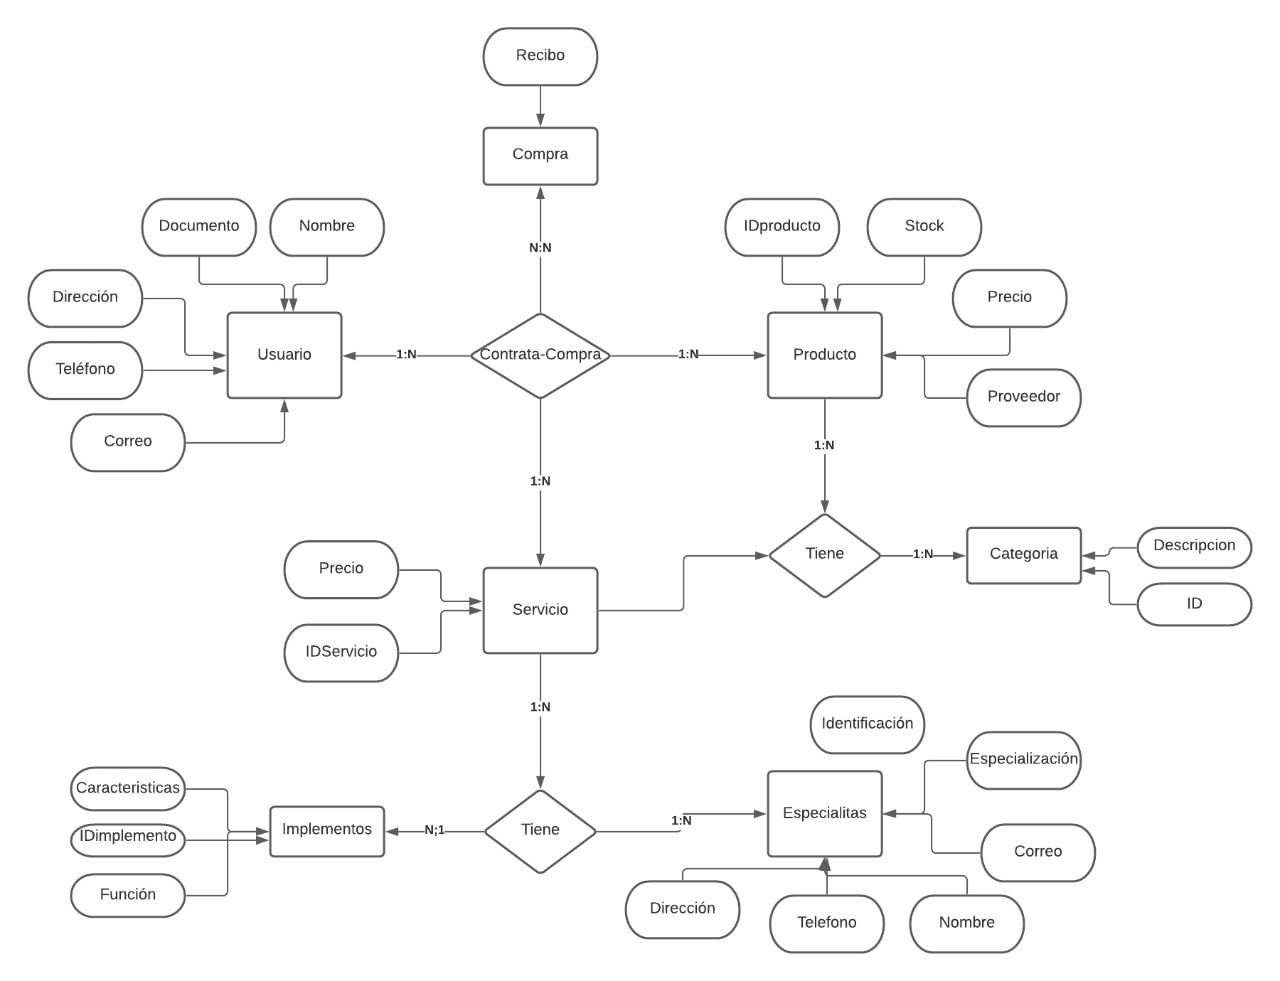 Recibo
Compra
Documento
Nombre
IDproducto
Stock
N:N
Dirección
Precio
Usuario
1:N
Contrata-Compra
1:N
Producto
Teléfono
Proveedor
Correo
1:N
1:N
Precio
Servicio
IDServicio
Tiene
1:N
Categoria
Descripcion
ID
1:N
Identificación
Especialización
Caracteristicas
IDimplemento
Función
Implementos
N;1
Tiene
1:N
Especialitas
Correo
Dirección
Telefono
Nombre